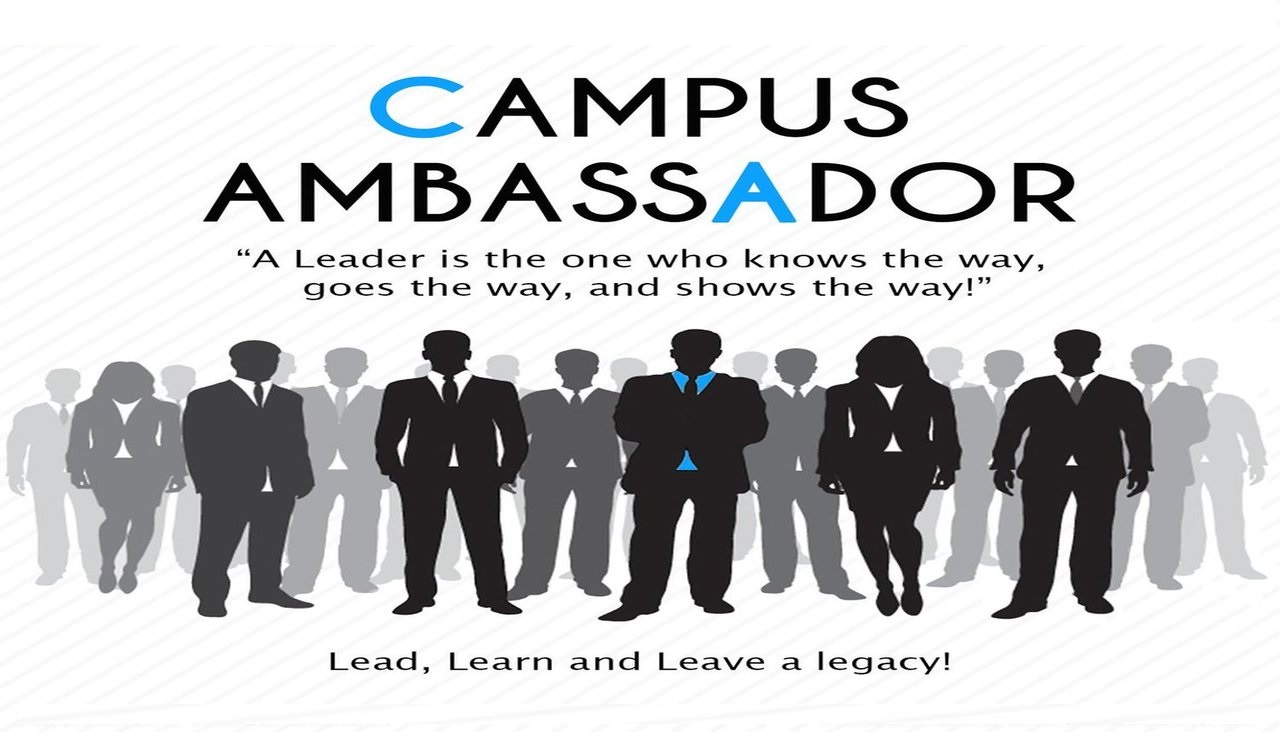 CAMPUS
AMBASSADOR
“A Leader is the one who knows the way,
goes the way, and shows the way!”
Lead, Learn and Leave a legacy!